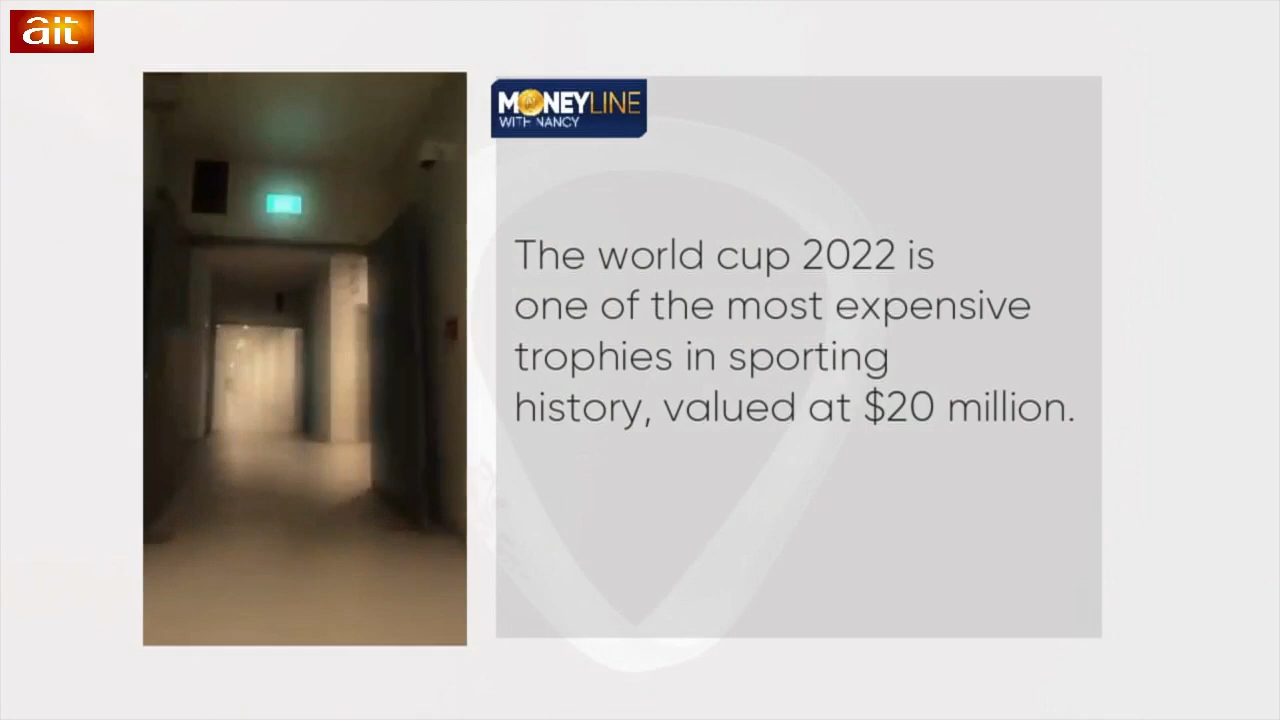 ait
MONEYLINE
WITH NANCY
The world cup 2022 is
one of the most expensive
trophies in sporting
history, valued at $20 million.